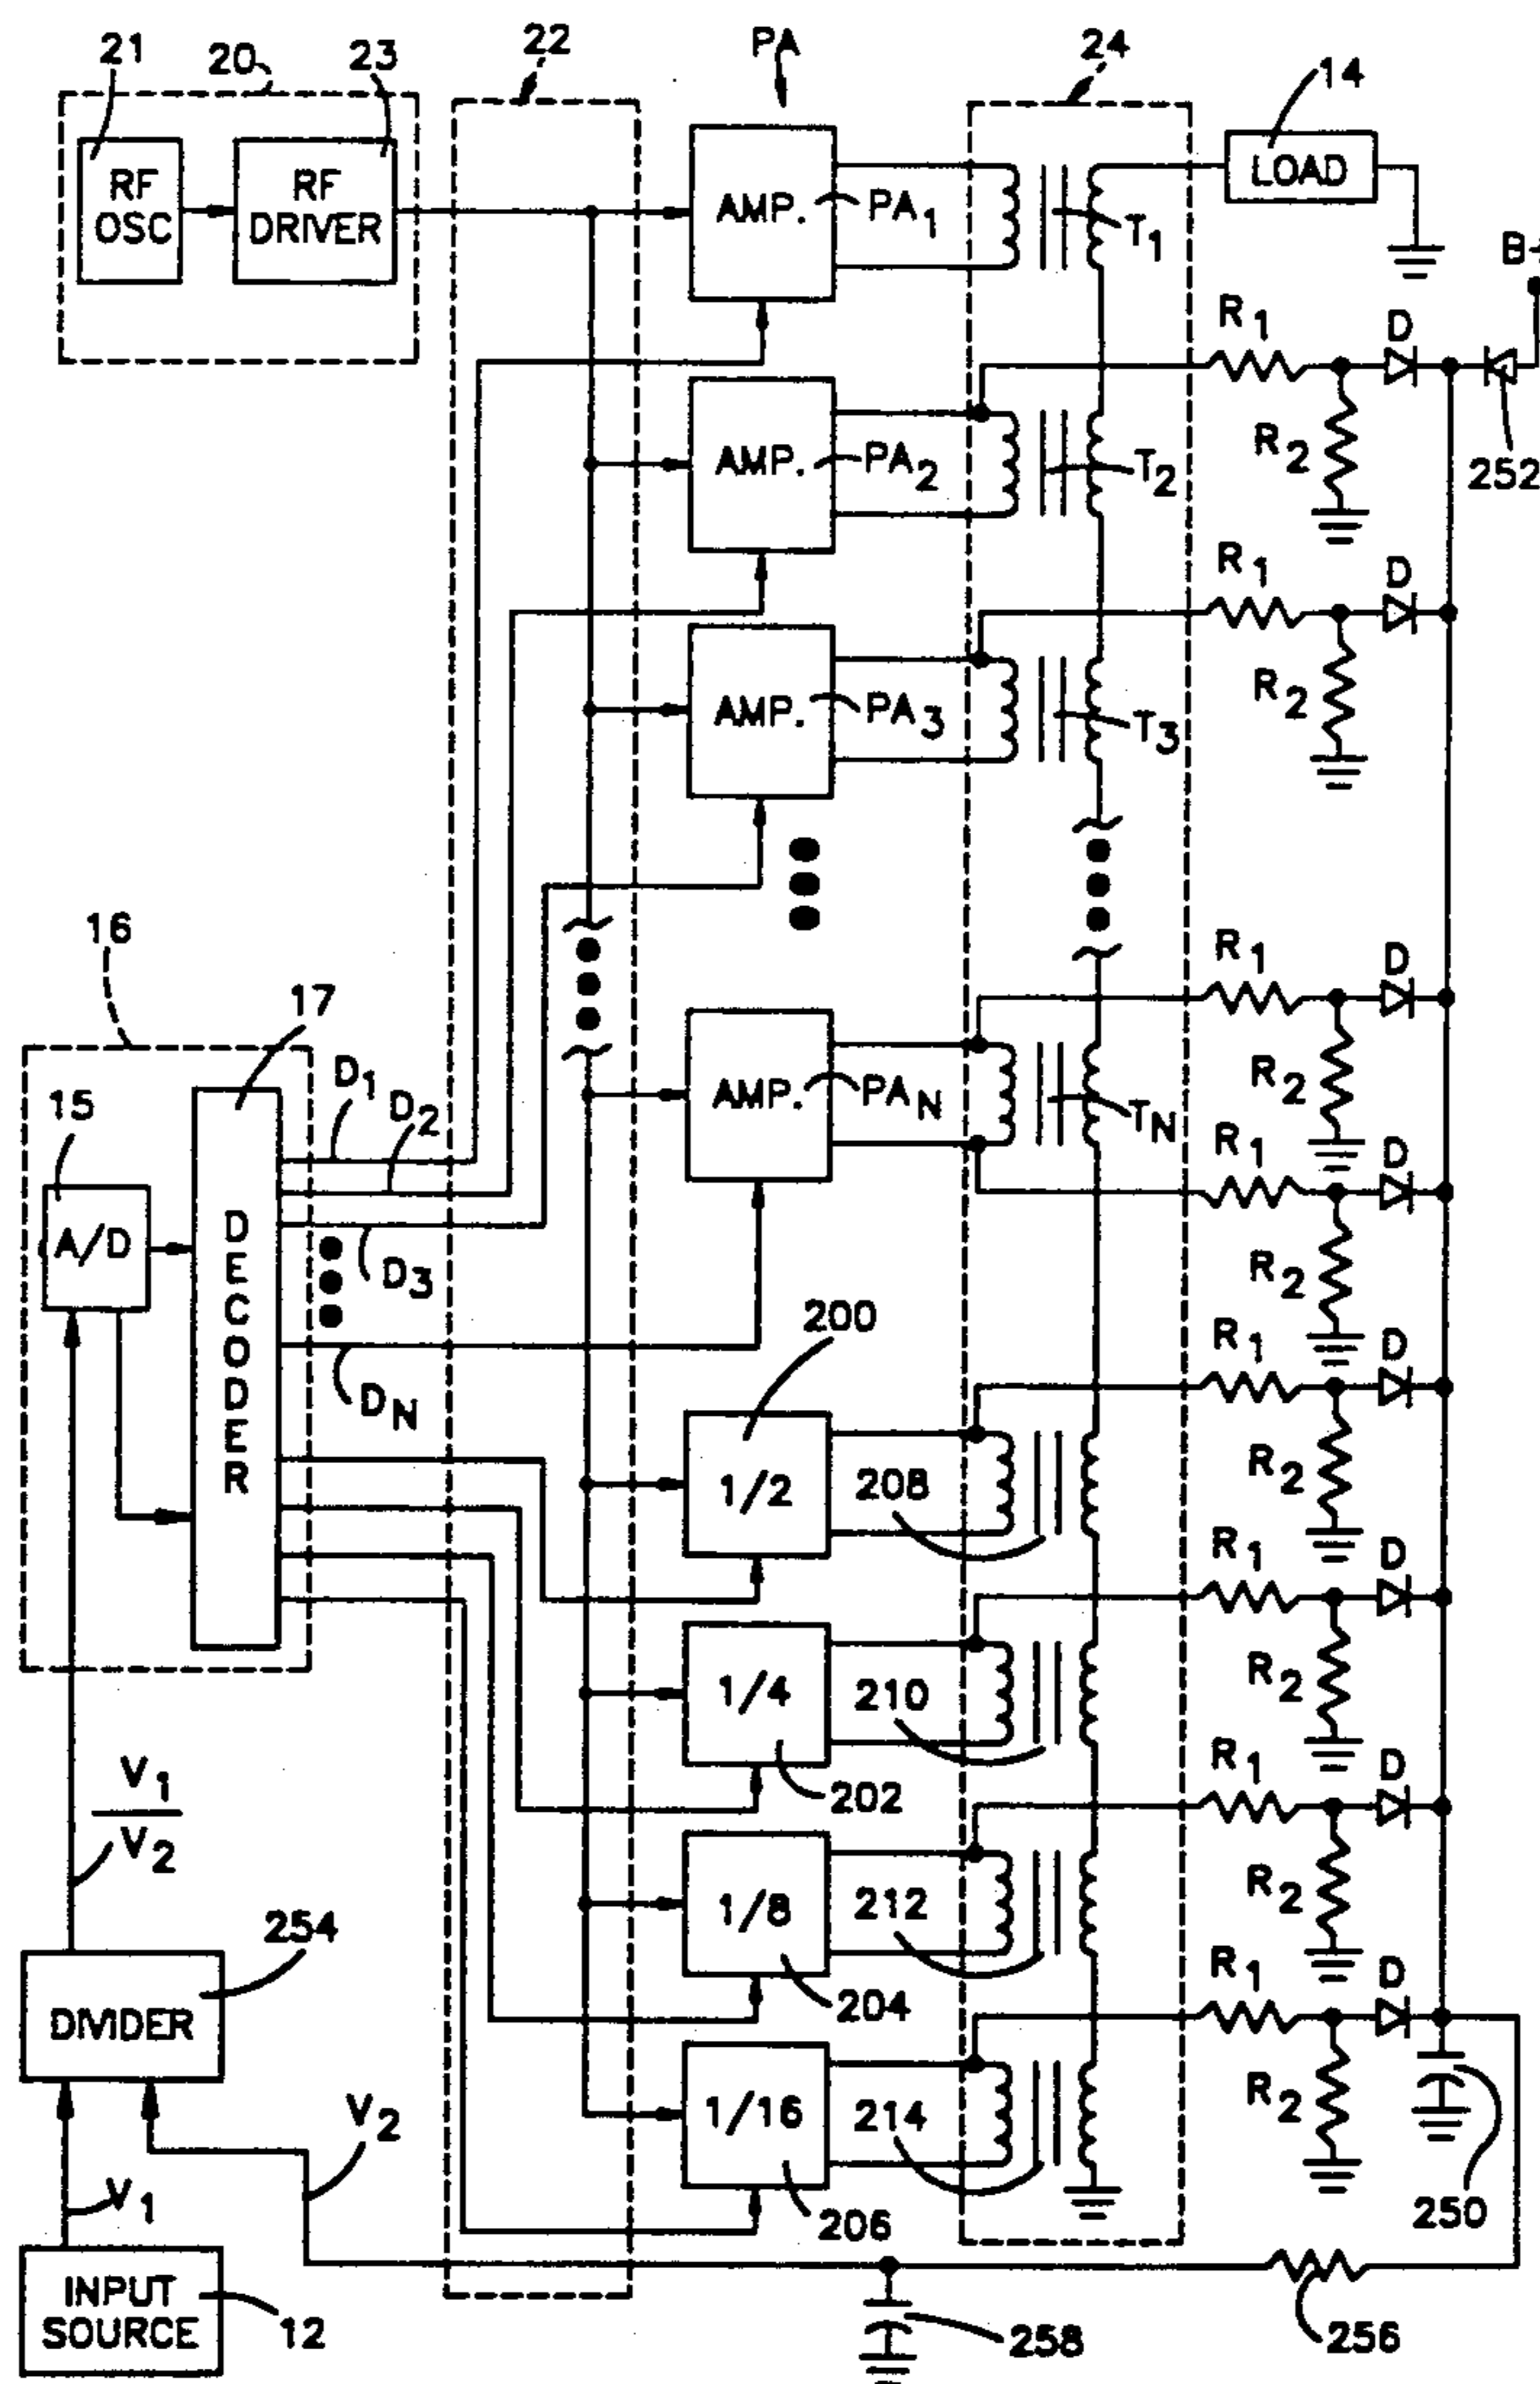 21
20
23
22
PA
24
14
RF
OSC
RF
DRIVER
AMP.
PA1
T1
LOAD
B+
R1
D
R2
252
AMP.
PA2
T2
R1
D
R2
AMP.
PA3
T3
16
17
15
A/D
DECODER
D1
D2
D3
DN
AMP.
PAN
TN
R1
D
R2
R1
D
R2
200
1/2
208
R1
D
R2
1/4
210
202
R1
D
R2
V1
V2
1/8
212
204
R1
D
R2
254
DIVIDER
V2
1/16
214
206
R1
D
R2
250
V1
INPUT
SOURCE
12
258
256